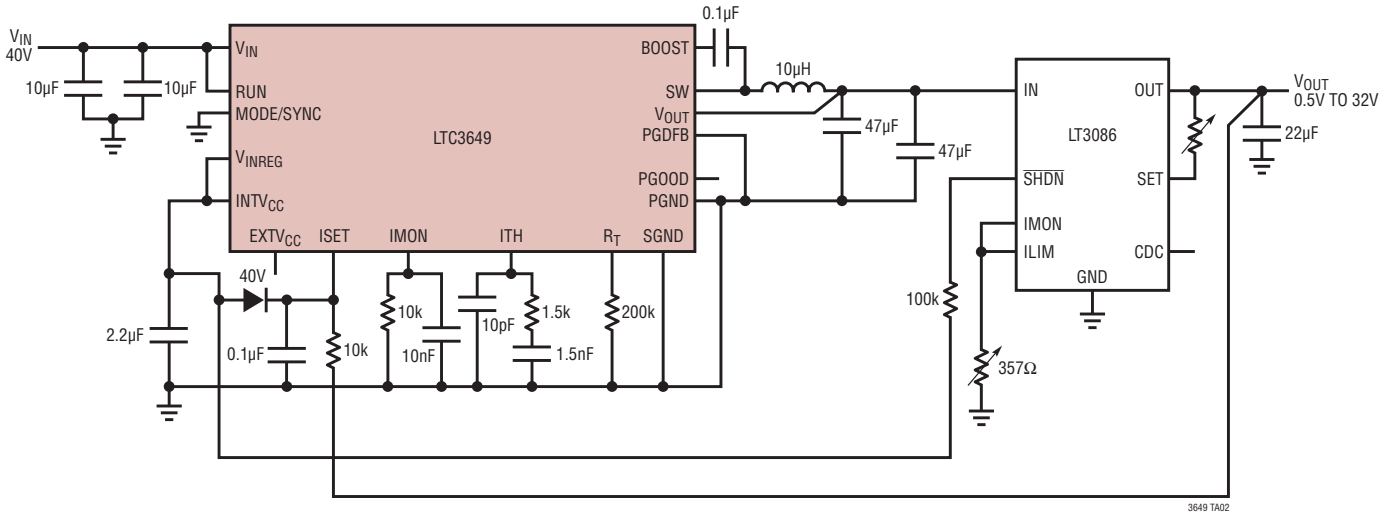 VIN
40V
10µF
10µF
VIN
RUN
MODE/SYNC
VINREG
INTVCC
EXTVCC
ISET
IMON
ITH
RT
SGND
LTC3649
BOOST
SW
VOUT
PGDFB
PGOOD
PGND
0.1µF
10µH
47µF
47µF
IN
OUT
LT3086
SHDN
SET
IMON
ILIM
CDC
GND
VOUT
0.5V TO 32V
22µF
40V
2.2µF
0.1µF
10k
10k
10nF
10pF
1.5k
1.5nF
200k
100k
357Ω
3649 TA02